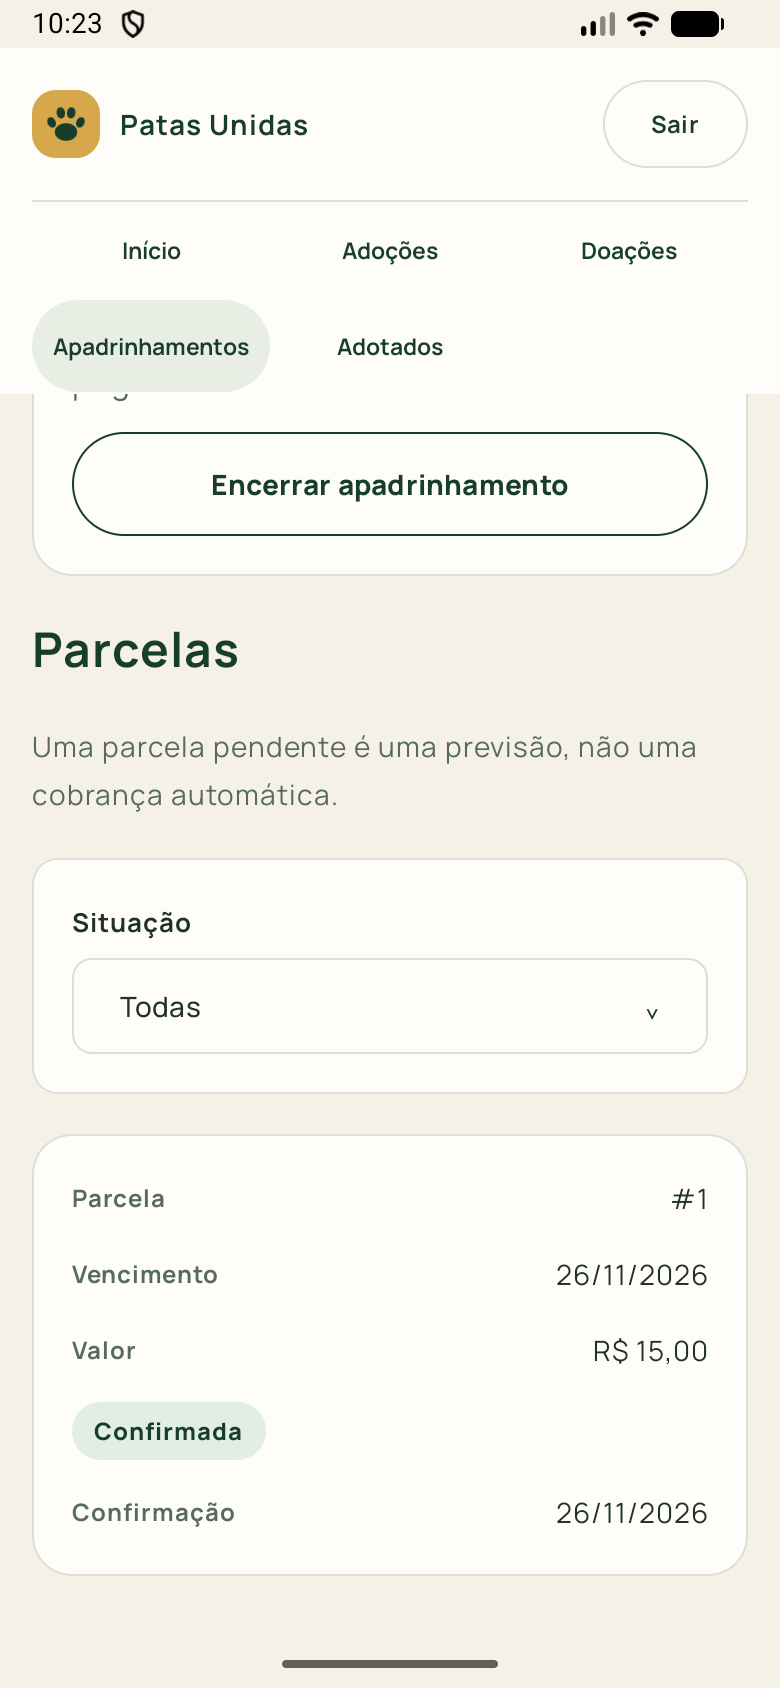 10:23
Patas Unidas
Sair
Início
Adoções
Doações
Apadrinhamentos
Adotados
Encerrar apadrinhamento
Parcelas
Uma parcela pendente é uma previsão, não uma
cobrança automática.
Situação
Todas
Parcela
#1
Vencimento
26/11/2026
Valor
R$ 15,00
Confirmada
Confirmação
26/11/2026